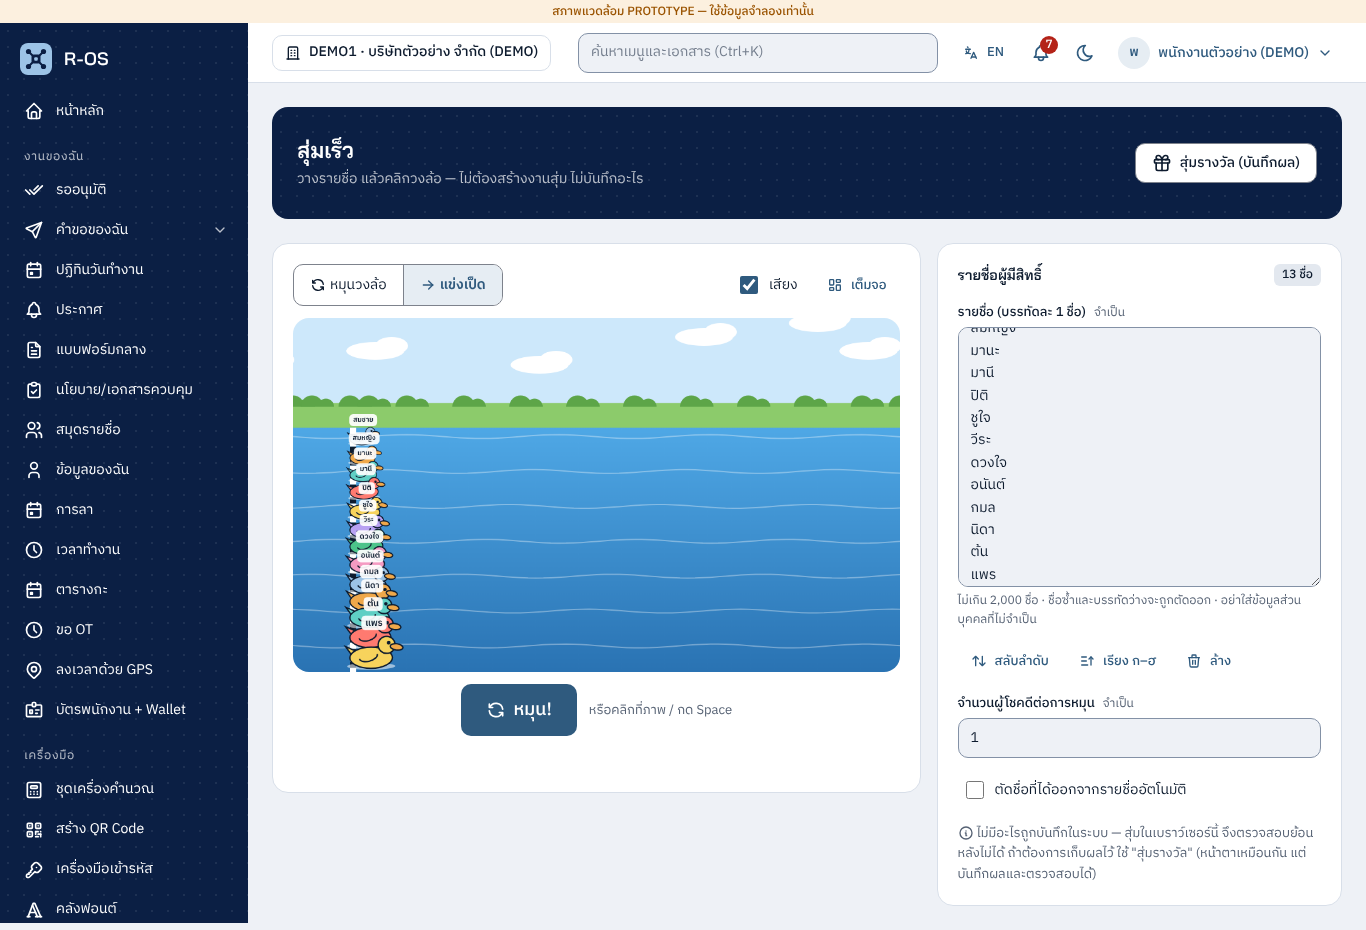 สภาพแวดล้อม PROTOTYPE — ใช้ข้อมูลจำลองเท่านั้น
R-OS
DEMO1 · บริษัทตัวอย่าง จำกัด (DEMO)
ค้นหาเมนูและเอกสาร (Ctrl+K)
EN
7
พ
พนักงานตัวอย่าง (DEMO)
หน้าหลัก
งานของฉัน
รออนุมัติ
คำขอของฉัน
ปฏิทินวันทำงาน
ประกาศ
แบบฟอร์มกลาง
นโยบาย/เอกสารควบคุม
สมุดรายชื่อ
ข้อมูลของฉัน
การลา
เวลาทำงาน
ตารางกะ
ขอ OT
ลงเวลาด้วย GPS
บัตรพนักงาน + Wallet
เครื่องมือ
ชุดเครื่องคำนวณ
สร้าง QR Code
เครื่องมือเข้ารหัส
คลังฟอนต์
สุ่มเร็ว
วางรายชื่อ แล้วคลิกวงล้อ — ไม่ต้องสร้างงานสุ่ม ไม่บันทึกอะไร
สุ่มรางวัล (บันทึกผล)
หมุนวงล้อ
แข่งเป็ด
เสียง
เต็มจอ
สมชาย
สมหญิง
มานะ
มานี
ปิติ
ชูใจ
วีระ
ดวงใจ
อนันต์
กมล
นิดา
ต้น
แพร
หมุน!
หรือคลิกที่ภาพ / กด Space
รายชื่อผู้มีสิทธิ์
13 ชื่อ
รายชื่อ (บรรทัดละ 1 ชื่อ) จำเป็น
สมหญิง
มานะ
มานี
ปิติ
ชูใจ
วีระ
ดวงใจ
อนันต์
กมล
นิดา
ต้น
แพร
ไม่เกิน 2,000 ชื่อ · ชื่อซ้ำและบรรทัดว่างจะถูกตัดออก · อย่าใส่ข้อมูลส่วน
บุคคลที่ไม่จำเป็น
สลับลำดับ
เรียง ก–ฮ
ล้าง
จำนวนผู้โชคดีต่อการหมุน จำเป็น
1
ตัดชื่อที่ได้ออกจากรายชื่ออัตโนมัติ
ไม่มีอะไรถูกบันทึกในระบบ — สุ่มในเบราว์เซอร์นี้ จึงตรวจสอบย้อน
หลังไม่ได้ ถ้าต้องการเก็บผลไว้ ใช้ "สุ่มรางวัล" (หน้าตาเหมือนกัน แต่
บันทึกผลและตรวจสอบได้)